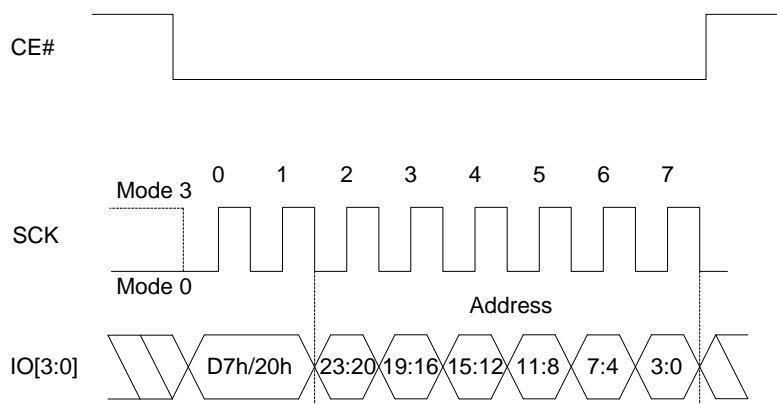 CE#
0 1 2 3 4 5 6 7
Mode 3
SCK
Mode 0
Address
IO[3:0] D7h/20h 23:20 19:16 15:12 11:8 7:4 3:0